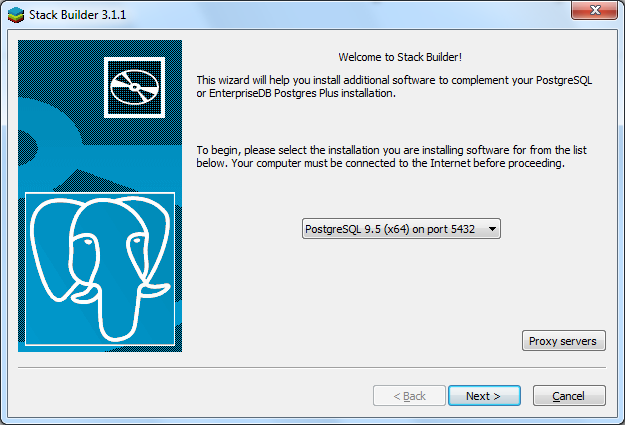 Stack Builder 3.1.1
Welcome to Stack Builder!
This wizard will help you install additional software to complement your PostgreSQL
or EnterpriseDB Postgres Plus installation.
To begin, please select the installation you are installing software for from the list
below. Your computer must be connected to the Internet before proceeding.
PostgreSQL 9.5 (x64) on port 5432
Proxy servers
< Back
Next >
Cancel